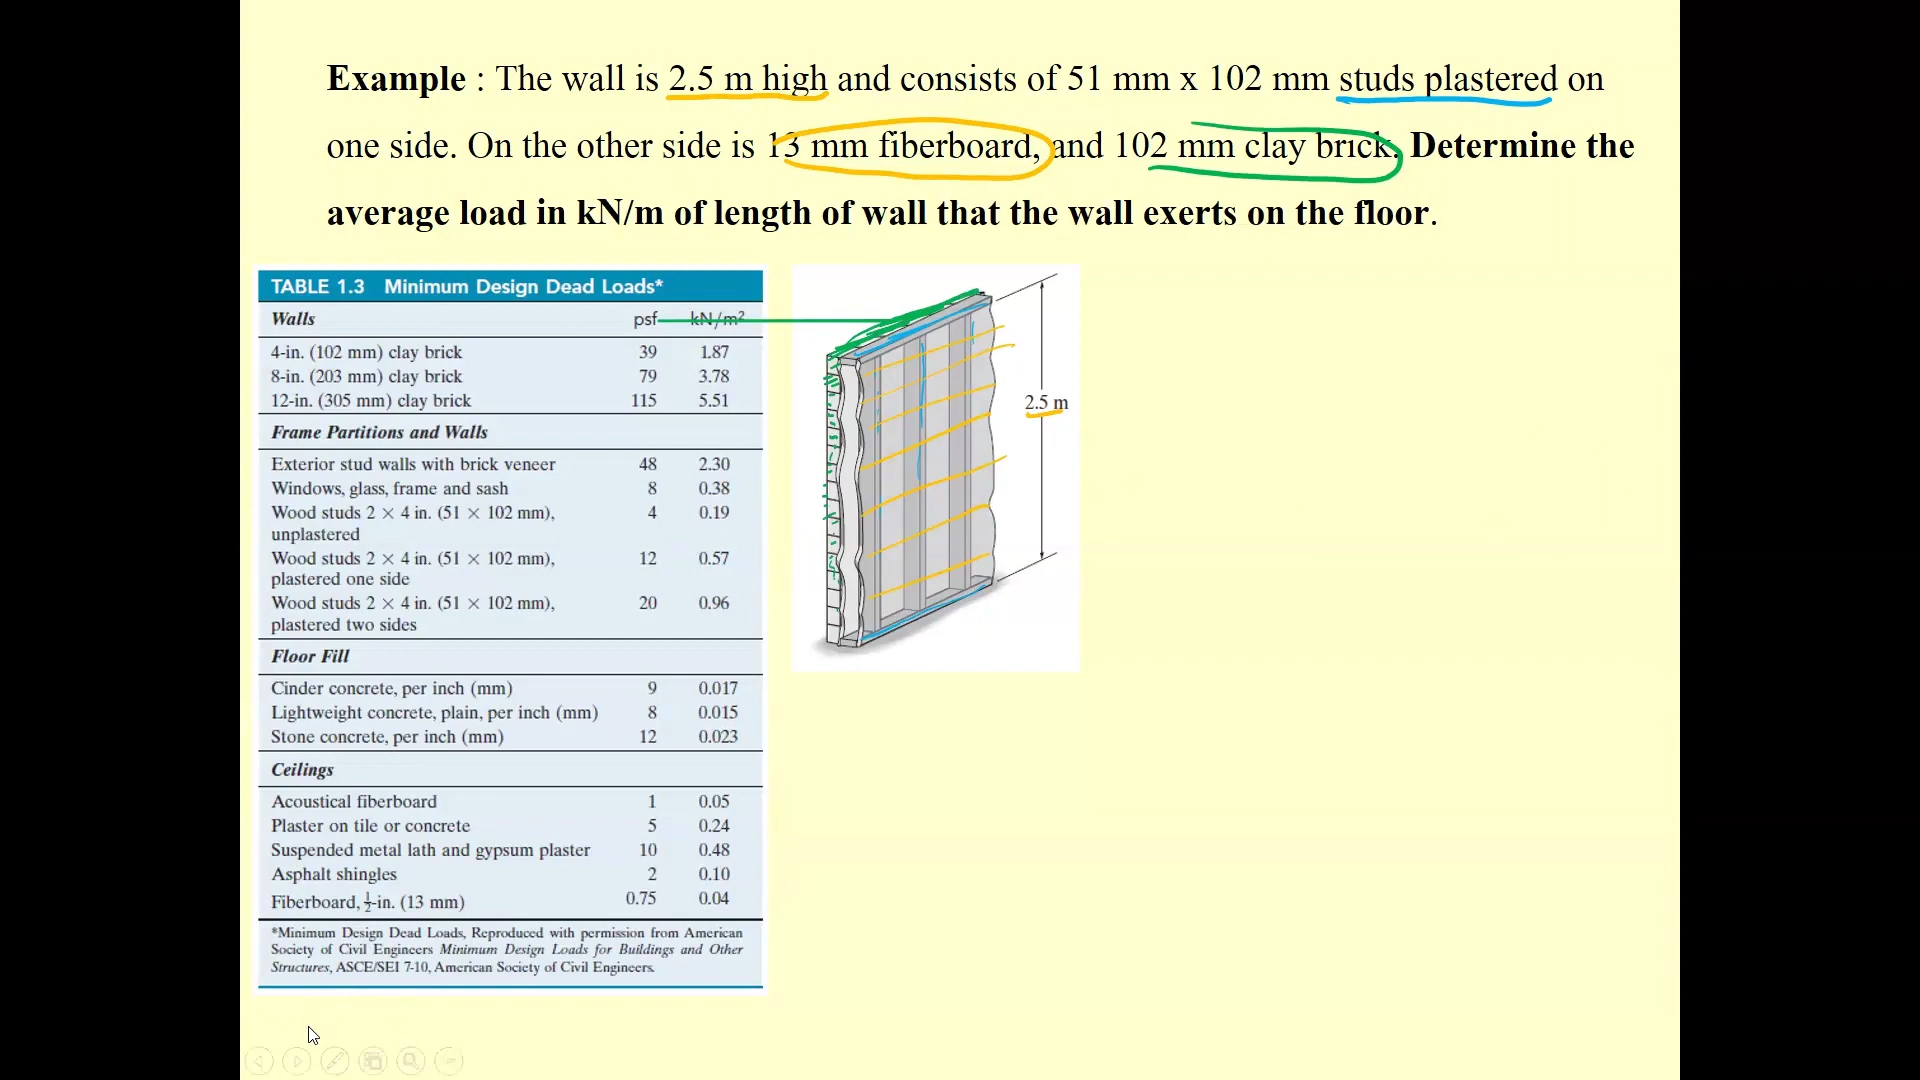 Example : The wall is 2.5 m high and consists of 51 mm x 102 mm studs plastered on
one side. On the other side is 13 mm fiberboard, and 102 mm clay brick. Determine the
average load in kN/m of length of wall that the wall exerts on the floor.
TABLE 1.3 Minimum Design Dead Loads*
Walls psf kN/m²
4-in. (102 mm) clay brick 39 1.87
8-in. (203 mm) clay brick 79 3.78
12-in. (305 mm) clay brick 115 5.51
Frame Partitions and Walls
Exterior stud walls with brick veneer 48 2.30
Windows, glass, frame and sash 8 0.38
Wood studs 2 × 4 in. (51 × 102 mm), 4 0.19
unplastered
Wood studs 2 × 4 in. (51 × 102 mm), 12 0.57
plastered one side
Wood studs 2 × 4 in. (51 × 102 mm), 20 0.96
plastered two sides
Floor Fill
Cinder concrete, per inch (mm) 9 0.017
Lightweight concrete, plain, per inch (mm) 8 0.015
Stone concrete, per inch (mm) 12 0.023
Ceilings
Acoustical fiberboard 1 0.05
Plaster on tile or concrete 5 0.24
Suspended metal lath and gypsum plaster 10 0.48
Asphalt shingles 2 0.10
Fiberboard, ½-in. (13 mm) 0.75 0.04
*Minimum Design Dead Loads, Reproduced with permission from American
Society of Civil Engineers Minimum Design Loads for Buildings and Other
Structures, ASCE/SEI 7-10, American Society of Civil Engineers.
2.5 m